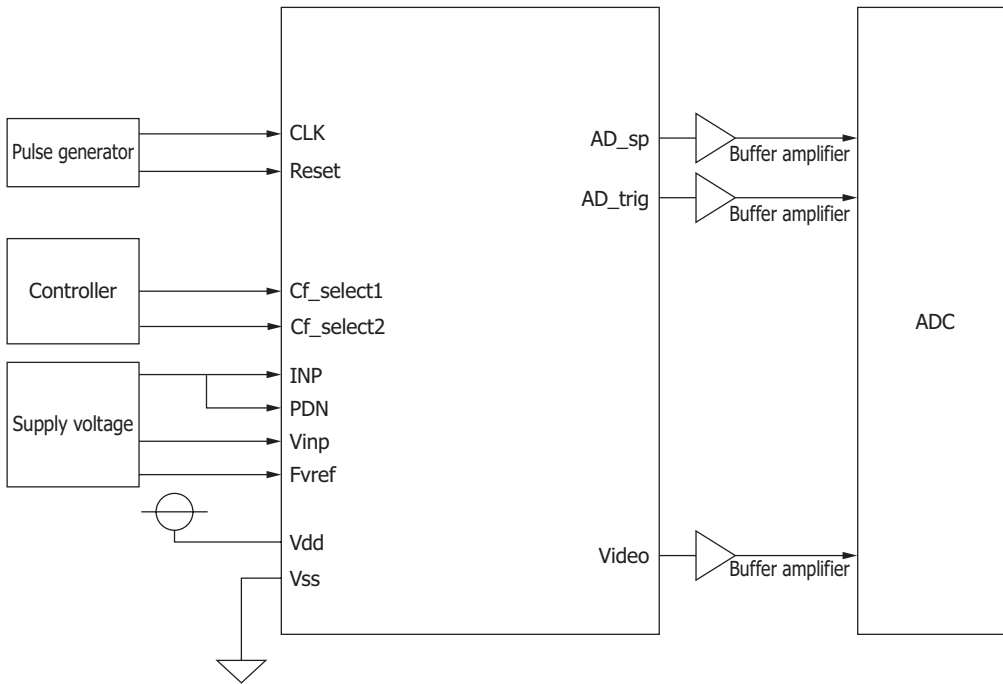 Pulse generator
Controller
Supply voltage
CLK
Reset
Cf_select1
Cf_select2
INP
PDN
Vinp
Fvref
Vdd
Vss
AD_sp
AD_trig
Video
Buffer amplifier
Buffer amplifier
Buffer amplifier
ADC